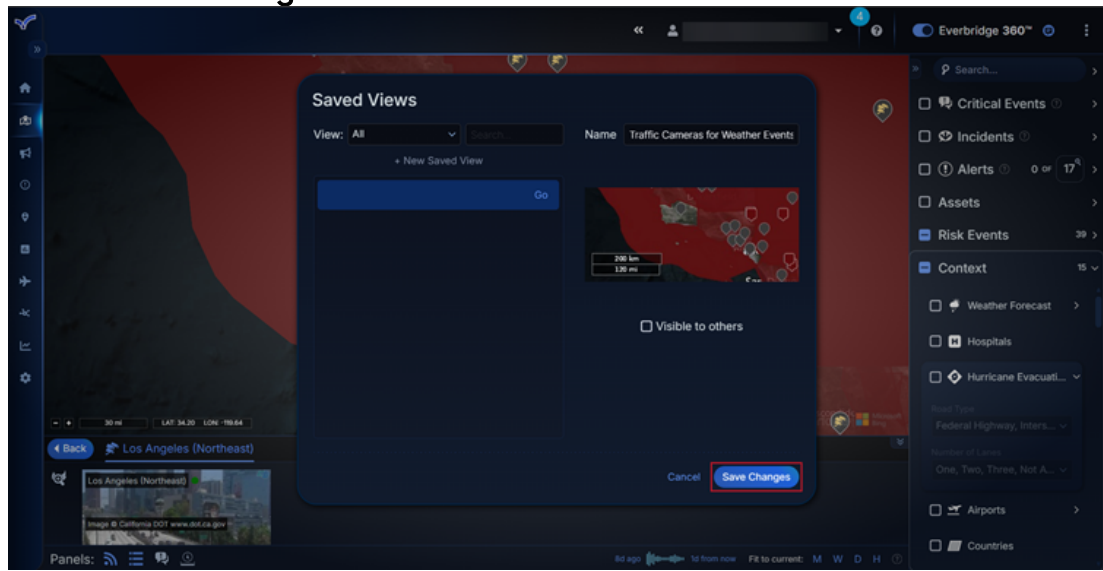 Everbridge 360™
4
Search...
Critical Events
Incidents
Alerts 0 OF 17
Assets
Risk Events 39
Context 15
Weather Forecast
Hospitals
Hurricane Evacuati...
Road Type
Federal Highway, Inters...
Number of Lanes
One, Two, Three, Not A...
Airports
Countries
Saved Views
View: All
Search...
+ New Saved View
Go
Name Traffic Cameras for Weather Events
200 km
120 mi
Visible to others
Cancel
Save Changes
30 mi
LAT: 34.20 LON: -119.64
Microsoft
Bing
Back
Los Angeles (Northeast)
Los Angeles (Northeast)
Image © California DOT www.dot.ca.gov
Panels:
8d ago 1d from now Fit to current: M W D H